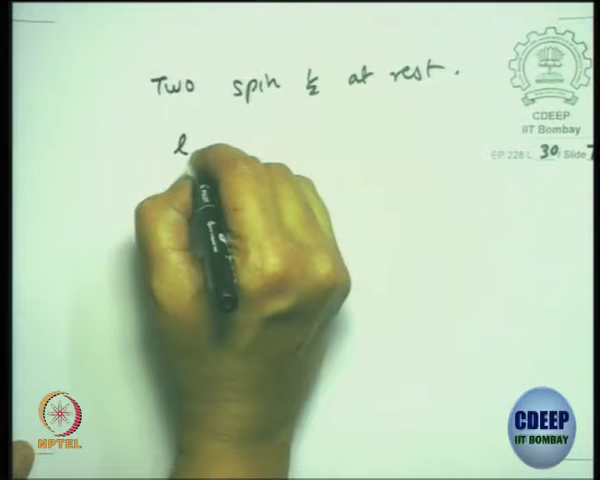 Two spin ½ at rest.
l
CDEEP
IIT Bombay
EP 228 L 30 / Slide 7
NPTEL
CDEEP
IIT BOMBAY